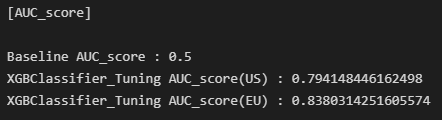 [AUC_score]
Baseline AUC_score : 0.5
XGBClassifier_Tuning AUC_score(US) : 0.794148446162498
XGBClassifier_Tuning AUC_score(EU) : 0.8380314251605574